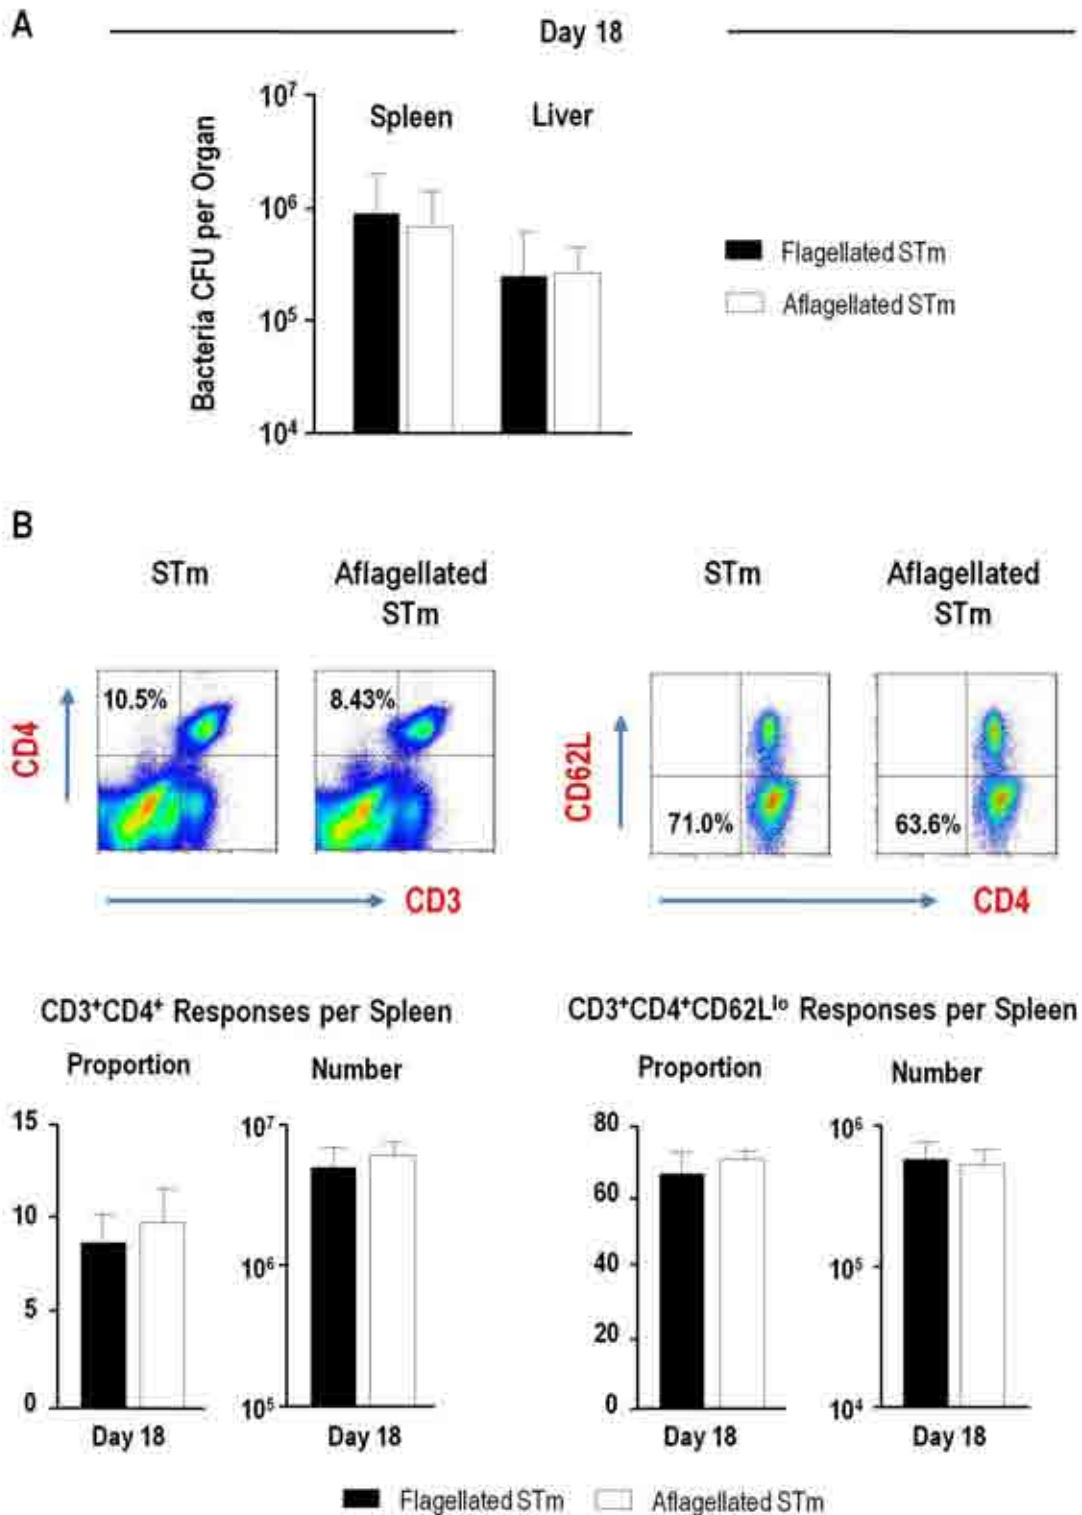 A
Day 18
10⁷
10⁶
10⁵
10⁴
Bacteria CFU per Organ
Spleen
Liver
Flagellated STm
Aflagellated STm
B
STm
Aflagellated
STm
STm
Aflagellated
STm
CD4
10.5%
8.43%
CD3
CD62L
71.0%
63.6%
CD4
CD3⁺CD4⁺ Responses per Spleen
Proportion
Number
15
10
5
0
Day 18
10⁷
10⁶
10⁵
Day 18
CD3⁺CD4⁺CD62Lˡᵒ Responses per Spleen
Proportion
Number
80
60
40
20
0
Day 18
10⁶
10⁵
10⁴
Day 18
Flagellated STm
Aflagellated STm